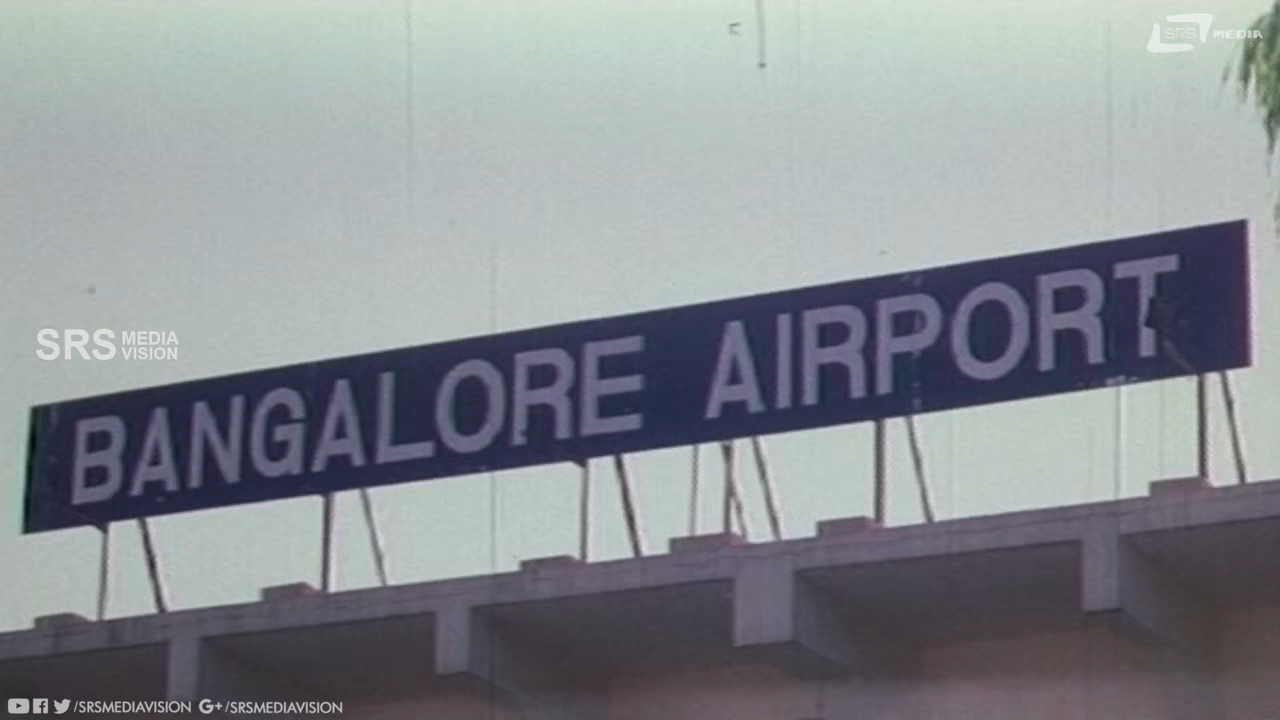 SRS MEDIA
BANGALORE AIRPORT
SRS MEDIA
VISION
/SRSMEDIAVISION G+/SRSMEDIAVISION